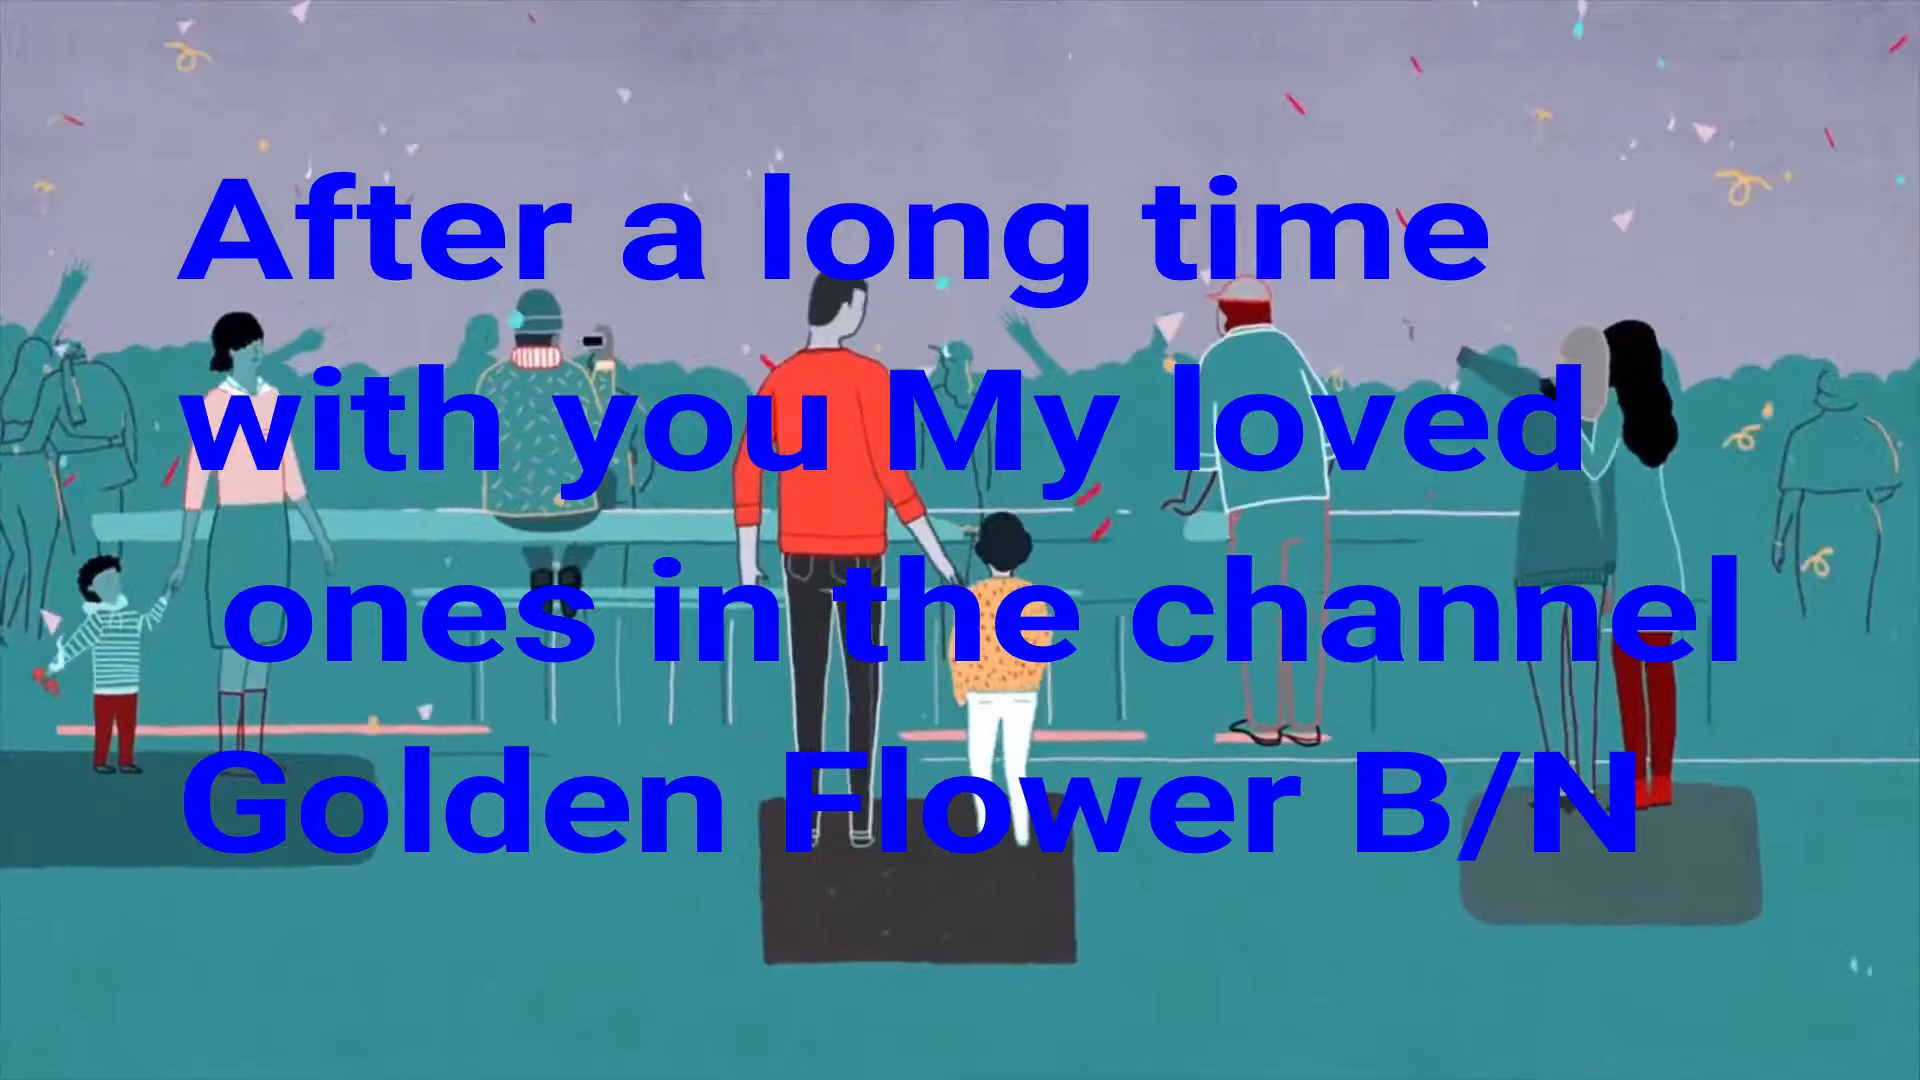 After a long time
with you My loved
ones in the channel
Golden Flower B/N